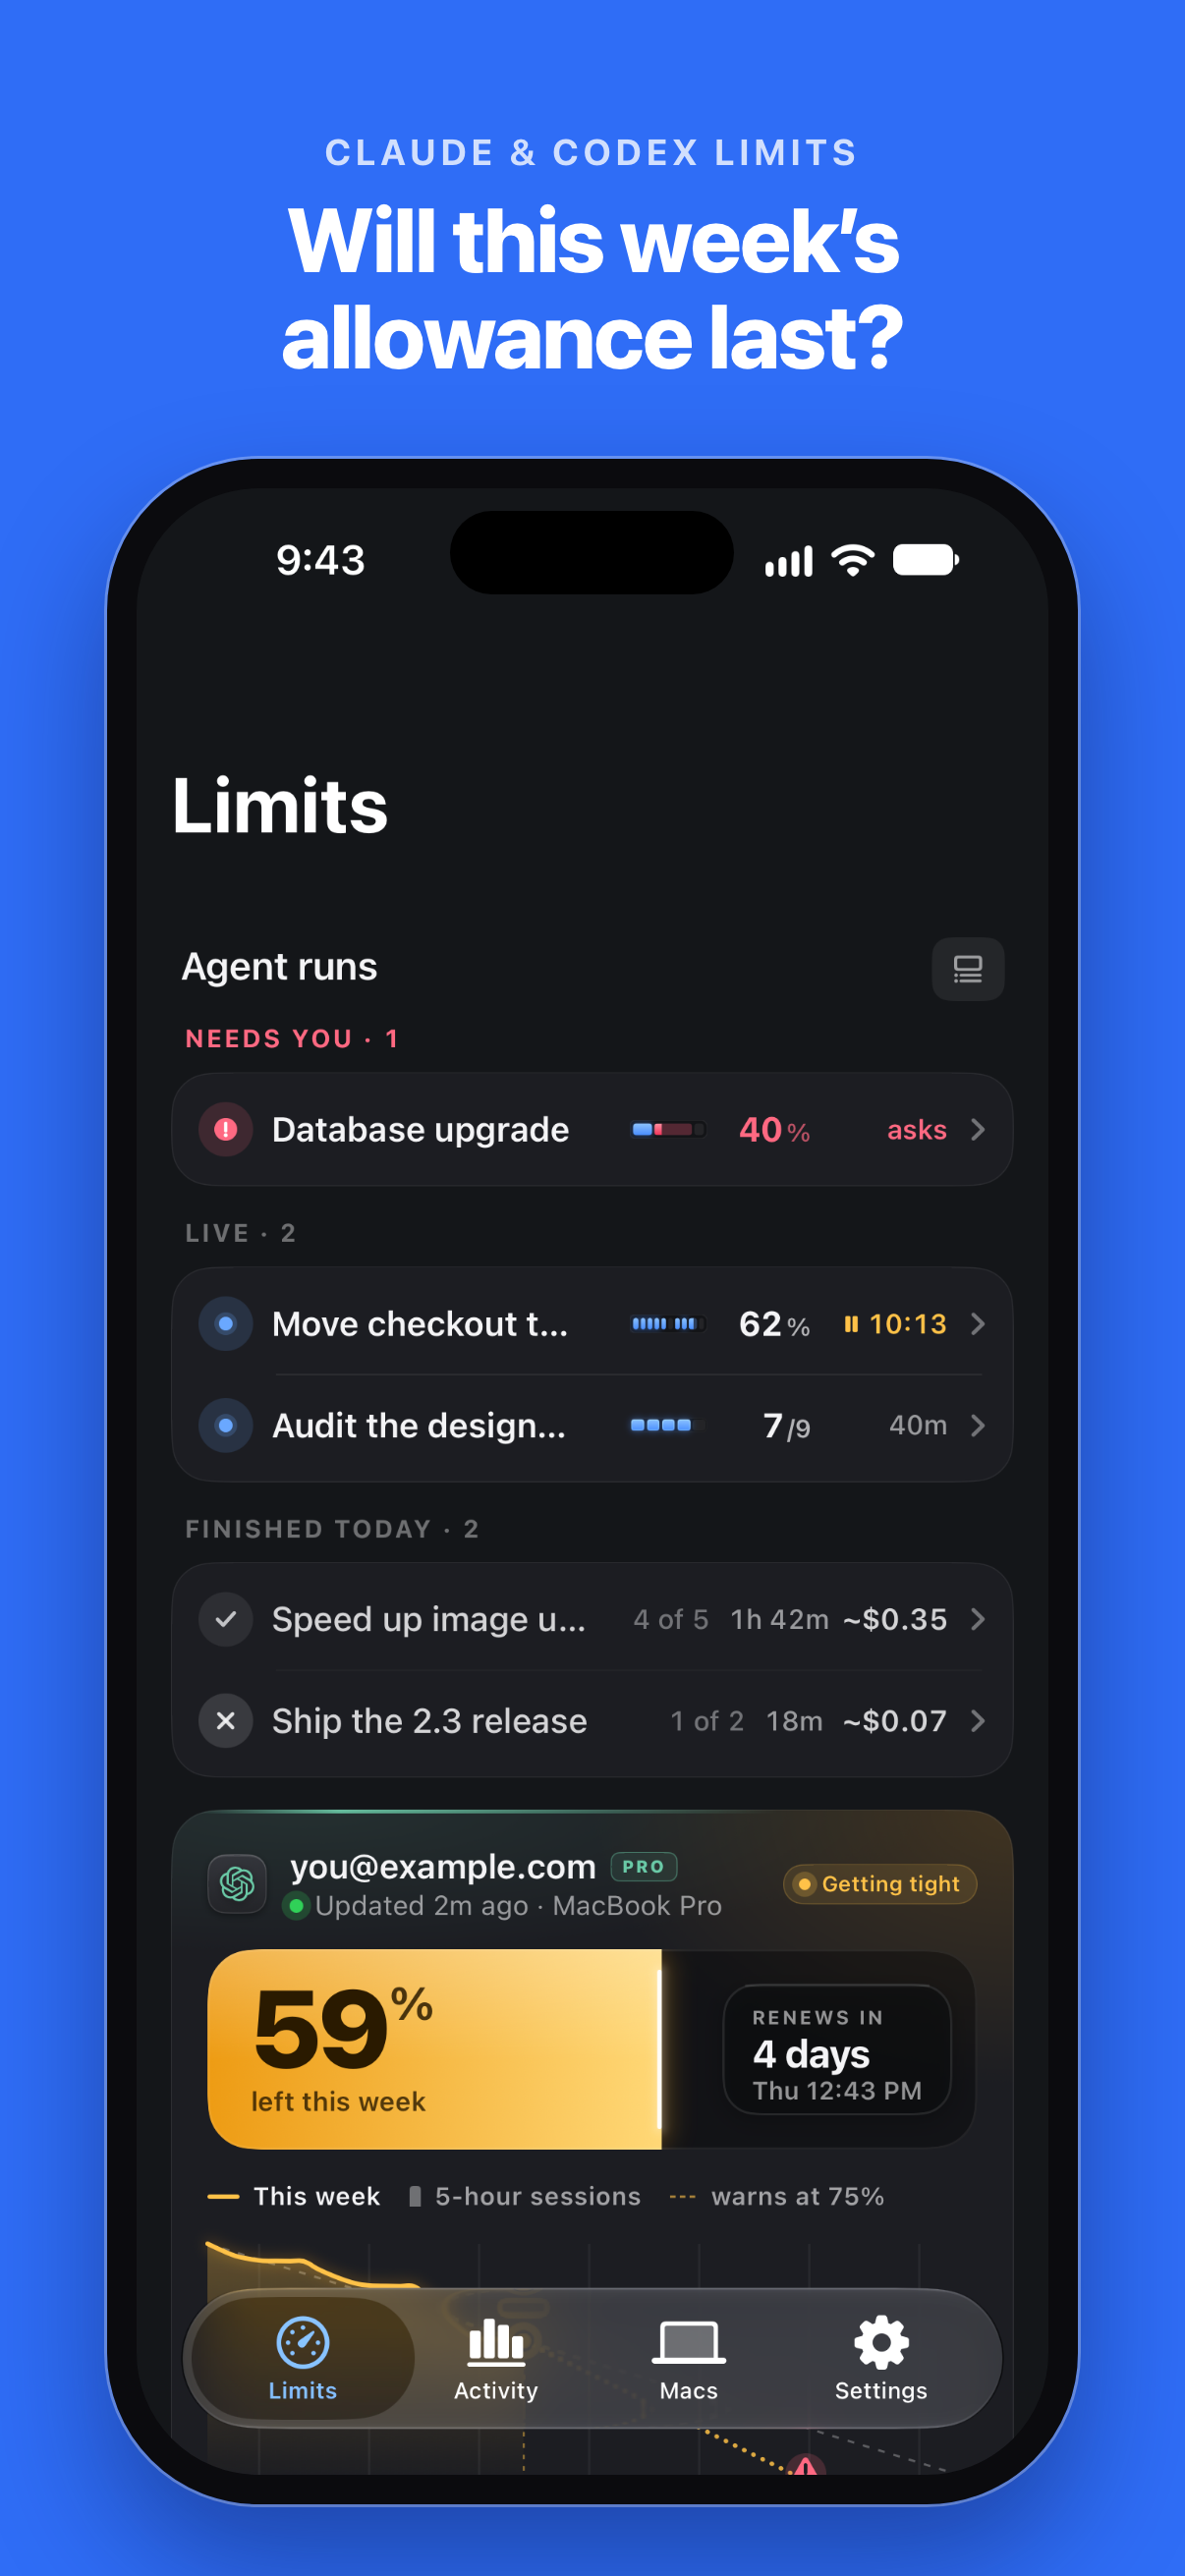 CLAUDE & CODEX LIMITS
Will this week’s
allowance last?
9:43
Limits
Agent runs
NEEDS YOU · 1
Database upgrade 40% asks
LIVE · 2
Move checkout t... 62% 10:13
Audit the design... 7/9 40m
FINISHED TODAY · 2
Speed up image u... 4 of 5 1h 42m ~$0.35
Ship the 2.3 release 1 of 2 18m ~$0.07
you@example.com PRO
Updated 2m ago · MacBook Pro
Getting tight
59%
left this week
RENEWS IN
4 days
Thu 12:43 PM
This week 5-hour sessions warns at 75%
Limits Activity Macs Settings